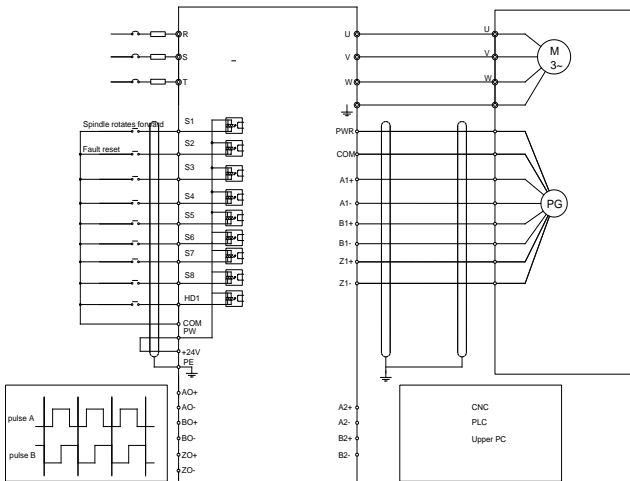 R
S
T
U
V
W
U
V
W
M
3~
Spindle rotates forward
Fault reset
S1
S2
S3
S4
S5
S6
S7
S8
HD1
COM
PW
+24V
PE
PWR
COM
A1+
A1-
B1+
B1-
Z1+
Z1-
PG
pulse A
pulse B
AO+
AO-
BO+
BO-
ZO+
ZO-
A2+
A2-
B2+
B2-
CNC
PLC
Upper PC